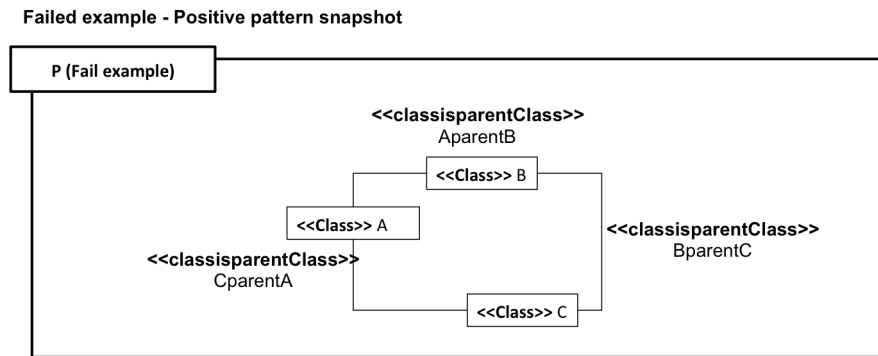 Failed example - Positive pattern snapshot
P (Fail example)
<<classisparentClass>>
AparentB
<<Class>> B
<<Class>> A
<<classisparentClass>>
BparentC
<<classisparentClass>>
CparentA
<<Class>> C